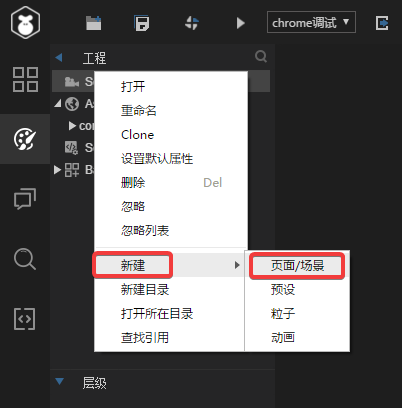 chrome调试
工程
打开
重命名
Clone
设置默认属性
删除 Del
忽略
忽略列表
新建
页面/场景
新建目录
预设
打开所在目录
粒子
查找引用
动画
层级